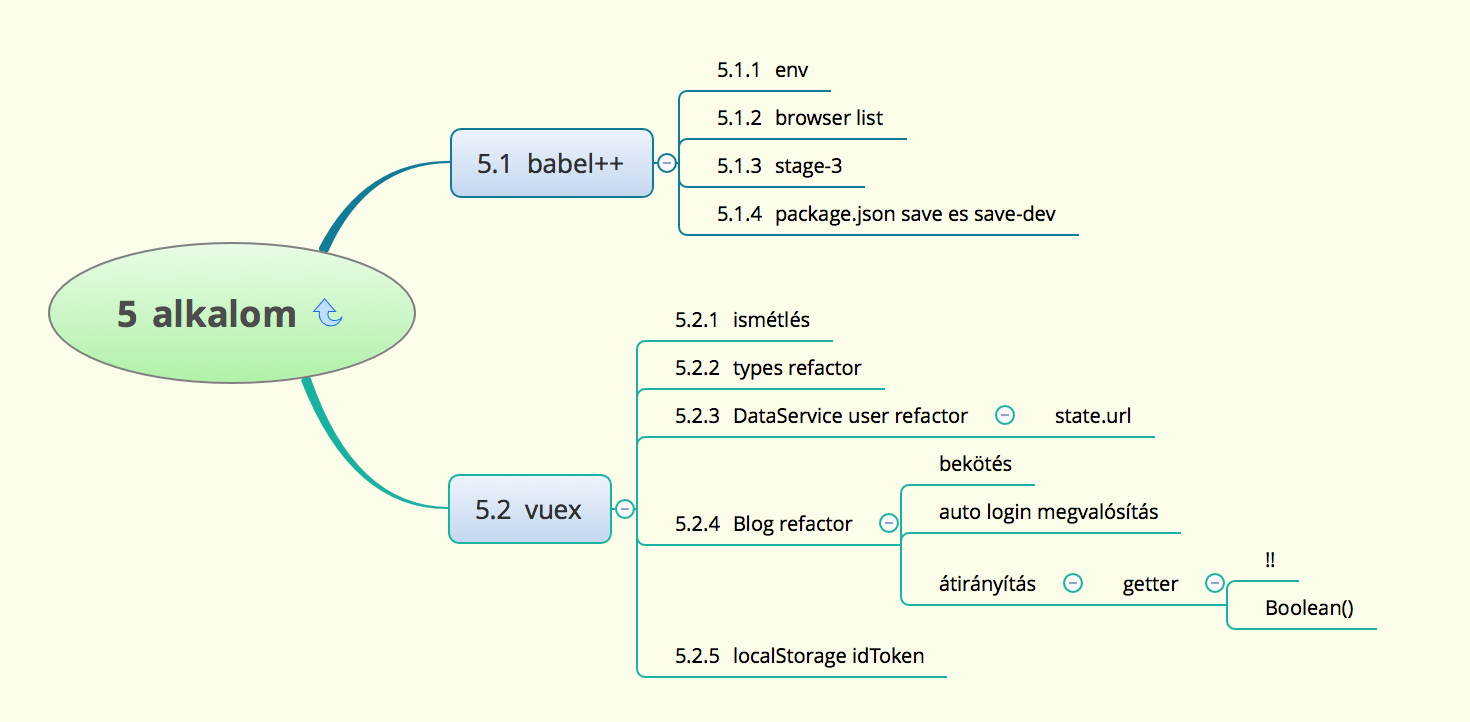 5 alkalom
5.1 babel++
5.1.1 env
5.1.2 browser list
5.1.3 stage-3
5.1.4 package.json save es save-dev
5.2 vuex
5.2.1 ismétlés
5.2.2 types refactor
5.2.3 DataService user refactor
state.url
5.2.4 Blog refactor
bekötés
auto login megvalósítás
átirányítás
getter
!!
Boolean()
5.2.5 localStorage idToken